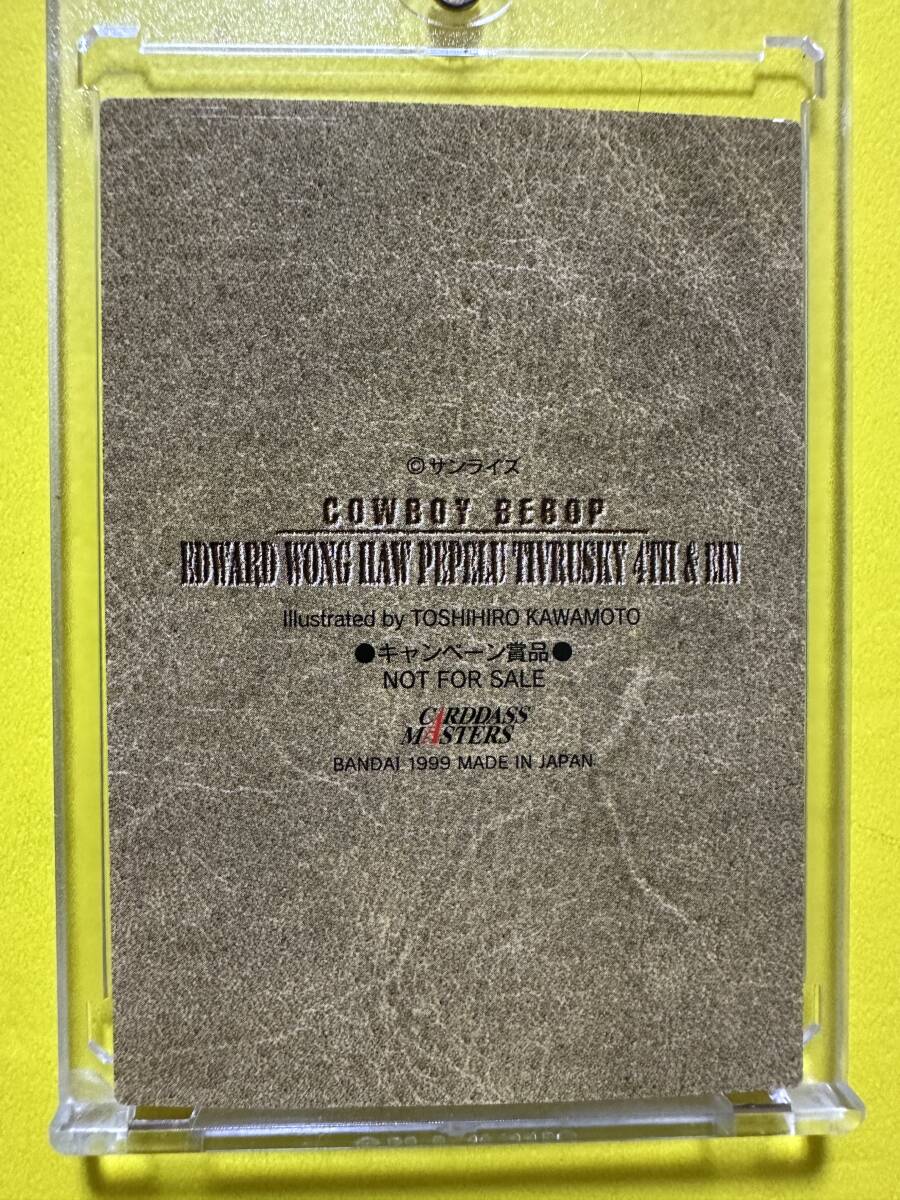 ©サンライズ
COWBOY BEBOP
EDWARD WONG HAW PEPELU TIVRUSKY 4TH & EIN
Illustrated by TOSHIHIRO KAWAMOTO
●キャンペーン賞品●
NOT FOR SALE
CARDDASS
MASTERS
BANDAI 1999 MADE IN JAPAN